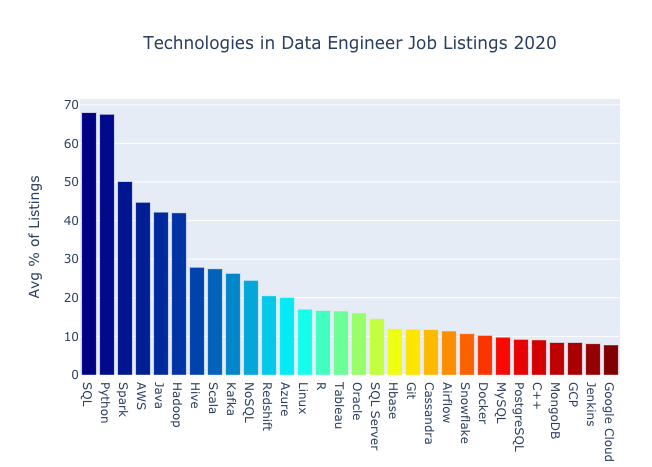 Technologies in Data Engineer Job Listings 2020
Avg % of Listings
70
60
50
40
30
20
10
0
SQL
Python
Spark
AWS
Java
Hadoop
Hive
Scala
Kafka
NoSQL
Redshift
Azure
Linux
R
Tableau
Oracle
SQL Server
Hbase
Git
Cassandra
Airflow
Snowflake
Docker
MySQL
PostgreSQL
C++
MongoDB
GCP
Jenkins
Google Cloud